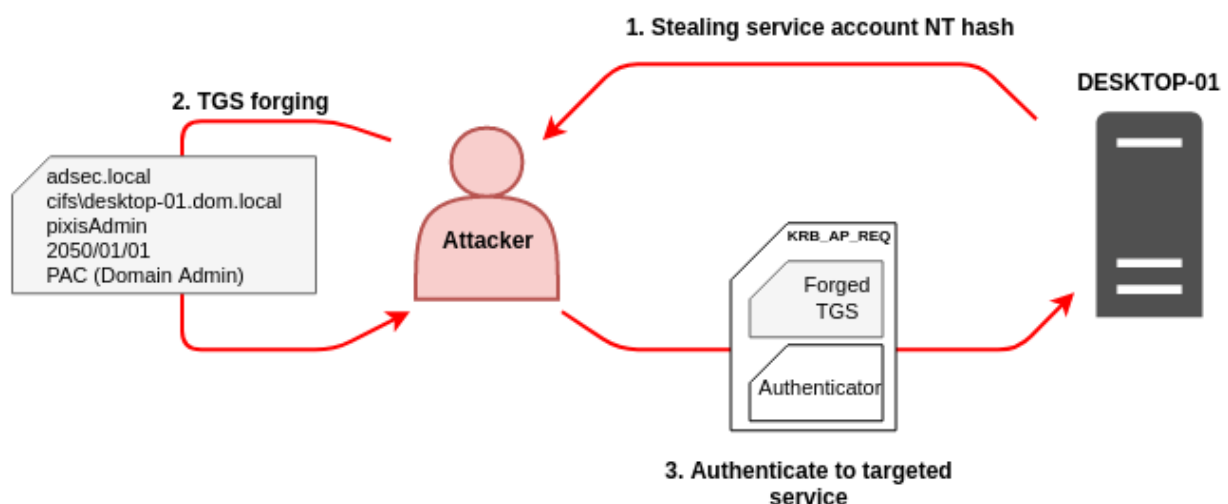 1. Stealing service account NT hash
DESKTOP-01
2. TGS forging
adsec.local
cifs\desktop-01.dom.local
pixisAdmin
2050/01/01
PAC (Domain Admin)
Attacker
KRB_AP_REQ
Forged
TGS
Authenticator
3. Authenticate to targeted
service